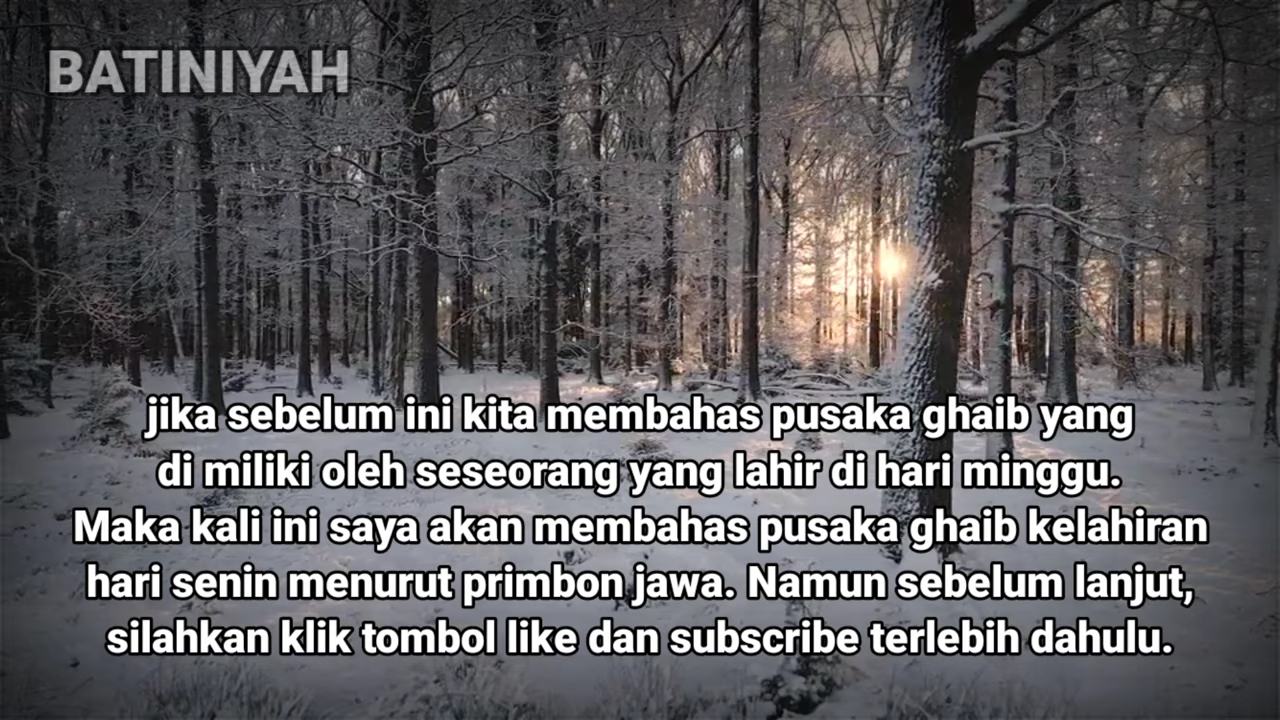 BATINIYAH
jika sebelum ini kita membahas pusaka ghaib yang
di miliki oleh seseorang yang lahir di hari minggu.
Maka kali ini saya akan membahas pusaka ghaib kelahiran
hari senin menurut primbon jawa. Namun sebelum lanjut,
silahkan klik tombol like dan subscribe terlebih dahulu.